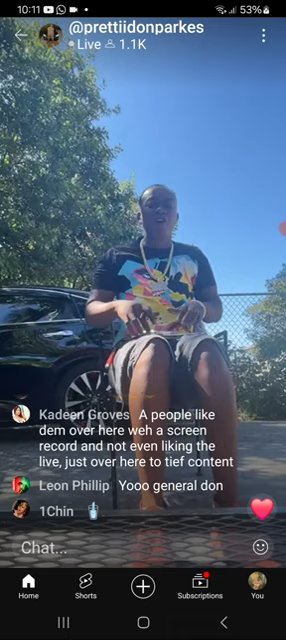 10:11 53%
@prettiidonparkes
Live 1.1K
Kadeen Groves A people like
dem over here weh a screen
record and not even liking the
live, just over here to tief content
Leon Phillip Yooo general don
1Chin
Chat...
Home Shorts Subscriptions You